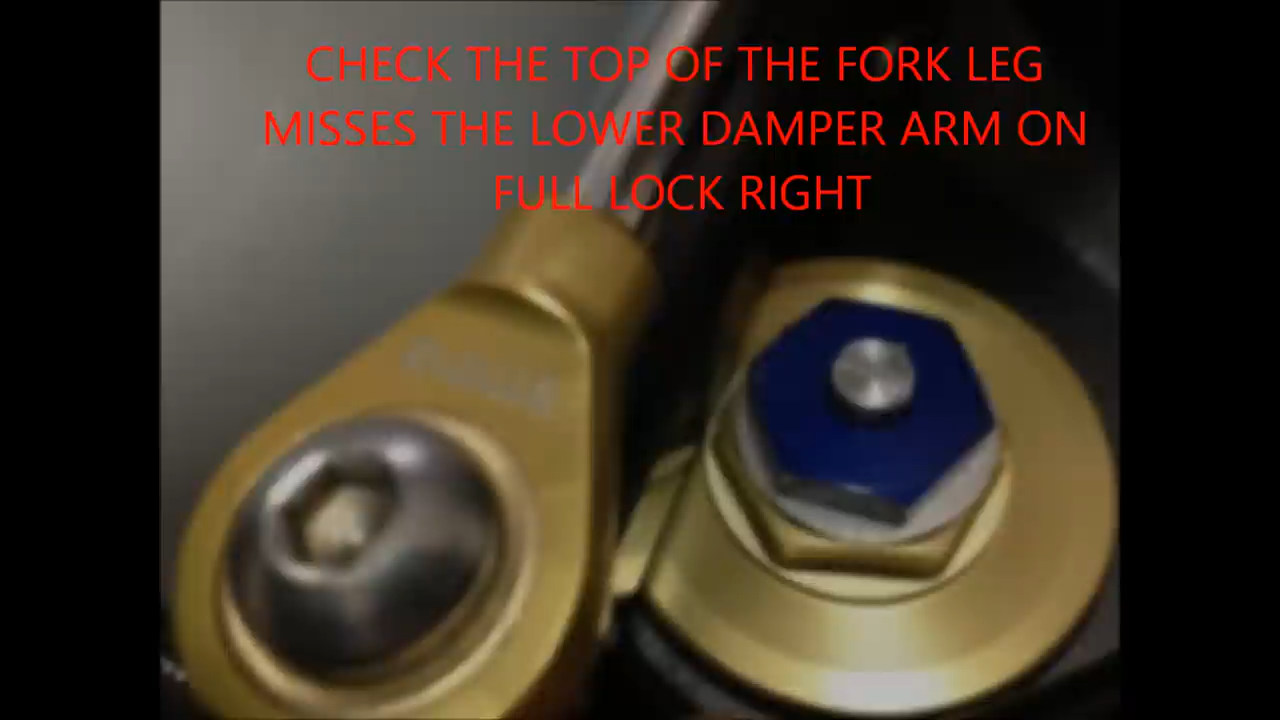 CHECK THE TOP OF THE FORK LEG
MISSES THE LOWER DAMPER ARM ON
FULL LOCK RIGHT